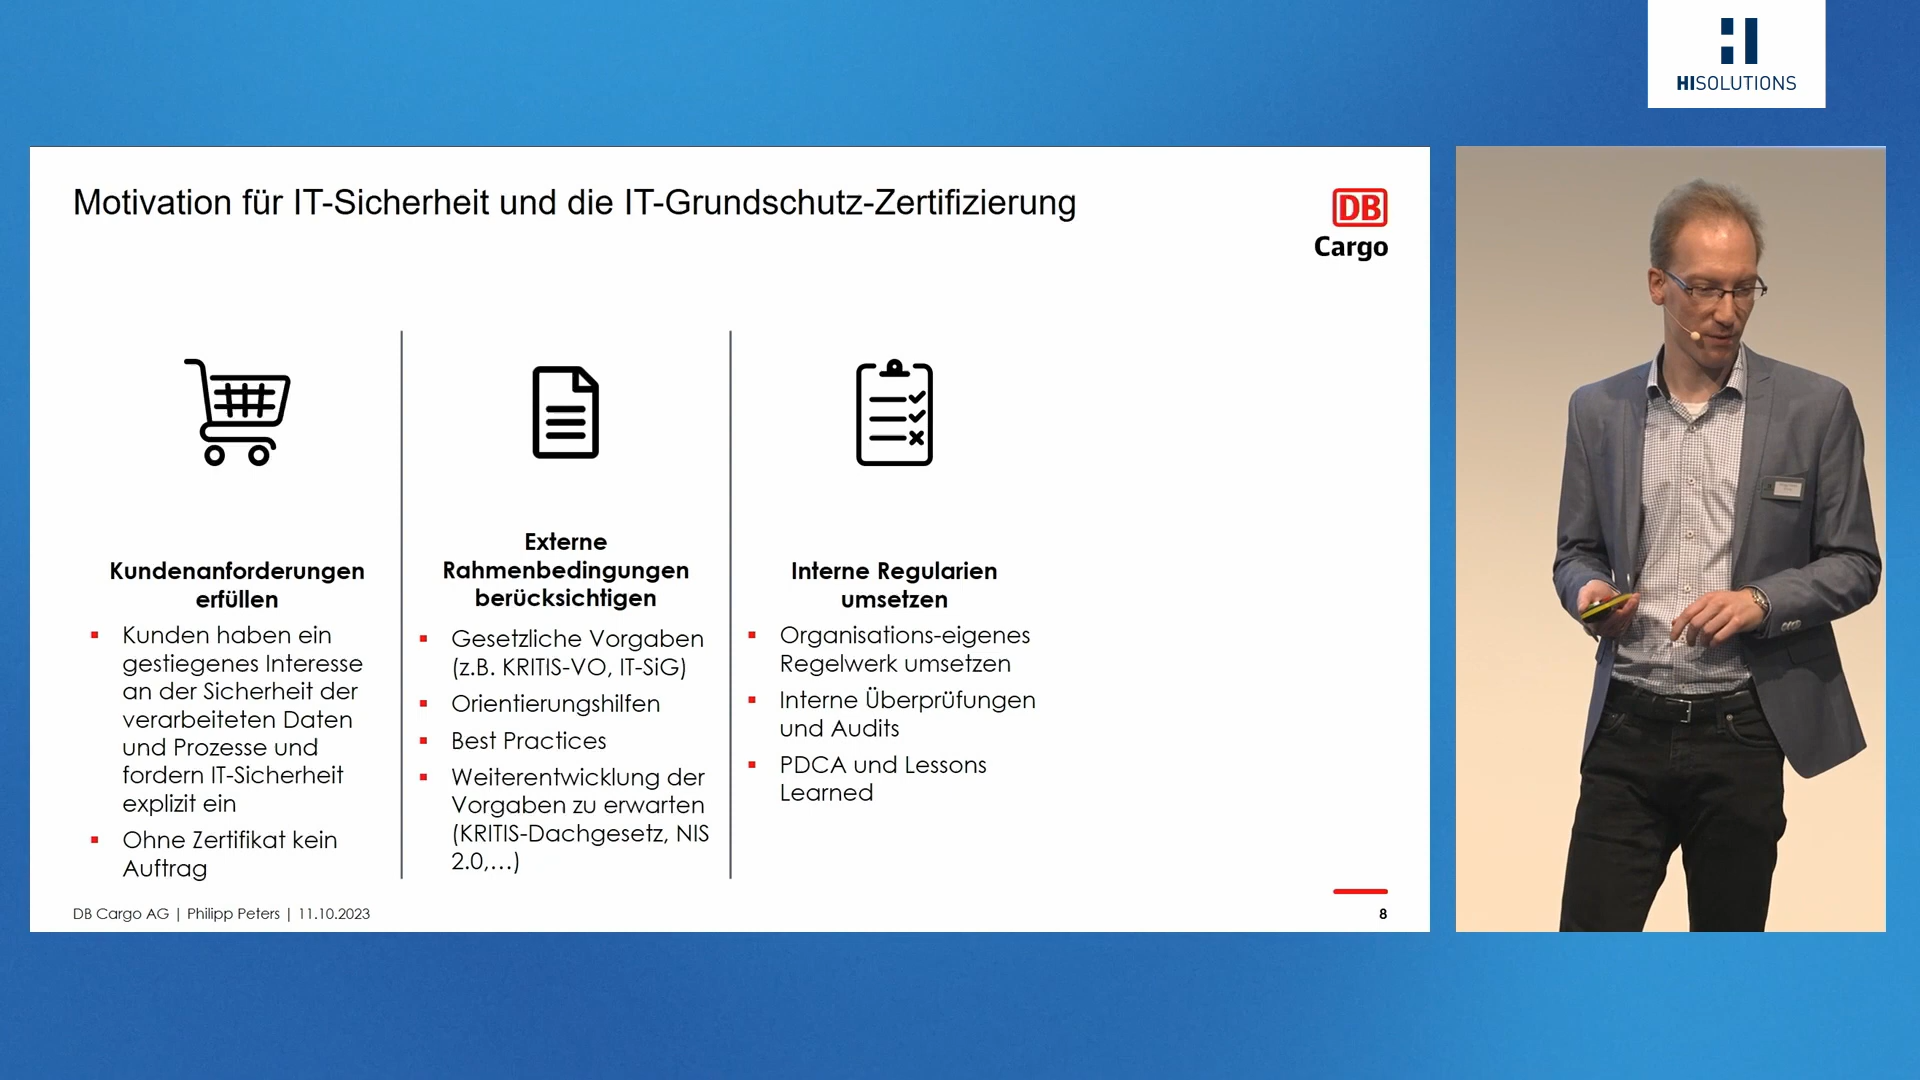 HISOLUTIONS
Motivation für IT-Sicherheit und die IT-Grundschutz-Zertifizierung
DB
Cargo
Kundenanforderungen
erfüllen
▪ Kunden haben ein
gestiegenes Interesse
an der Sicherheit der
verarbeiteten Daten
und Prozesse und
fordern IT-Sicherheit
explizit ein
▪ Ohne Zertifikat kein
Auftrag
Externe
Rahmenbedingungen
berücksichtigen
▪ Gesetzliche Vorgaben
(z.B. KRITIS-VO, IT-SiG)
▪ Orientierungshilfen
▪ Best Practices
▪ Weiterentwicklung der
Vorgaben zu erwarten
(KRITIS-Dachgesetz, NIS
2.0,…)
Interne Regularien
umsetzen
▪ Organisations-eigenes
Regelwerk umsetzen
▪ Interne Überprüfungen
und Audits
▪ PDCA und Lessons
Learned
DB Cargo AG | Philipp Peters | 11.10.2023
8